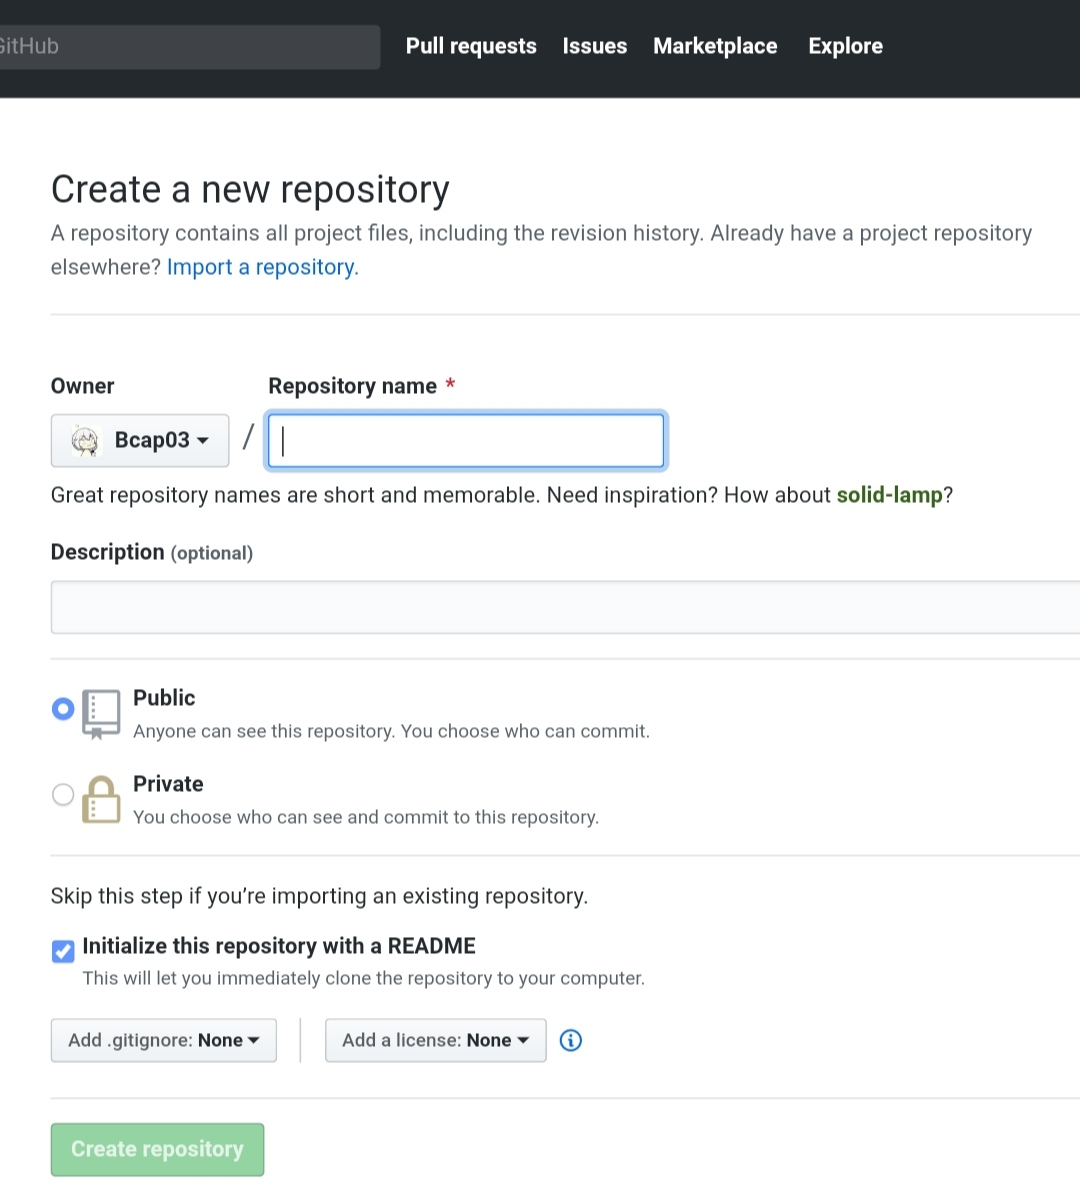 GitHub
Pull requests Issues Marketplace Explore
Create a new repository
A repository contains all project files, including the revision history. Already have a project repository
elsewhere? Import a repository.
Owner Repository name *
Bcap03 /
Great repository names are short and memorable. Need inspiration? How about solid-lamp?
Description (optional)
Public
Anyone can see this repository. You choose who can commit.
Private
You choose who can see and commit to this repository.
Skip this step if you’re importing an existing repository.
Initialize this repository with a README
This will let you immediately clone the repository to your computer.
Add .gitignore: None Add a license: None
Create repository